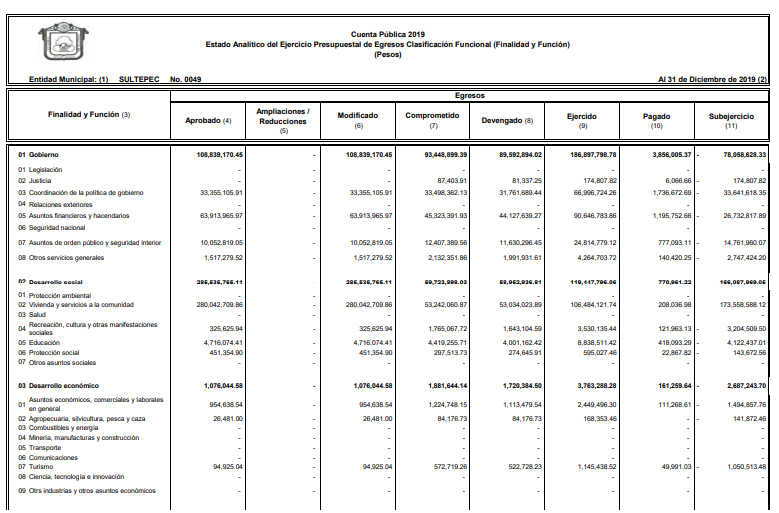 Cuenta Pública 2019
Estado Analítico del Ejercicio Presupuestal de Egresos Clasificación Funcional (Finalidad y Función)
(Pesos)
Entidad Municipal: (1) SULTEPEC No. 0049 Al 31 de Diciembre de 2019 (2)
Egresos
Finalidad y Función (3) Aprobado (4) Ampliaciones / Reducciones (5) Modificado (6) Comprometido (7) Devengado (8) Ejercido (9) Pagado (10) Subejercicio (11)
01 Gobierno 108,839,170.45 - 108,839,170.45 93,448,899.39 89,592,894.02 186,897,798.78 3,856,005.37 - 78,058,628.33
01 Legislación - - - - - - - -
02 Justicia - - - 87,403.91 81,337.25 174,807.82 6,066.66 - 174,807.82
03 Coordinación de la política de gobierno 33,355,105.91 - 33,355,105.91 33,498,362.13 31,761,689.44 66,996,724.26 1,736,672.69 - 33,641,618.35
04 Relaciones exteriores - - - - - - - -
05 Asuntos financieros y hacendarios 63,913,965.97 - 63,913,965.97 45,323,391.93 44,127,639.27 90,646,783.86 1,195,752.66 - 26,732,817.89
06 Seguridad nacional - - - - - - - -
07 Asuntos de orden público y seguridad interior 10,052,819.05 - 10,052,819.05 12,407,389.56 11,630,296.45 24,814,779.12 777,093.11 - 14,761,960.07
08 Otros servicios generales 1,517,279.52 - 1,517,279.52 2,132,351.86 1,991,931.61 4,264,703.72 140,420.25 - 2,747,424.20
02 Desarrollo social 285,535,765.11 - 285,535,765.11 59,723,898.03 119,447,796.06 770,961.22 166,087,969.05
01 Protección ambiental - - - - - - - -
02 Vivienda y servicios a la comunidad 280,042,709.86 - 280,042,709.86 53,242,060.87 53,034,023.89 106,484,121.74 208,036.98 173,558,588.12
03 Salud - - - - - - - -
04 Recreación, cultura y otras manifestaciones sociales 325,625.94 - 325,625.94 1,765,067.72 1,643,104.59 3,530,135.44 121,963.13 - 3,204,509.50
05 Educación 4,716,074.41 - 4,716,074.41 4,419,255.71 4,001,162.42 8,838,511.42 418,093.29 - 4,122,437.01
06 Protección social 451,354.90 - 451,354.90 297,513.73 274,645.91 595,027.46 22,867.82 - 143,672.56
07 Otros asuntos sociales - - - - - - - -
03 Desarrollo económico 1,076,044.58 - 1,076,044.58 1,881,644.14 1,720,384.50 3,763,288.28 161,259.64 - 2,687,243.70
01 Asuntos económicos, comerciales y laborales en general 954,638.54 - 954,638.54 1,224,748.15 1,113,479.54 2,449,496.30 111,268.61 - 1,494,857.76
02 Agropecuaria, silvicultura, pesca y caza 26,481.00 - 26,481.00 84,176.73 84,176.73 168,353.46 - - 141,872.46
03 Combustibles y energía - - - - - - - -
04 Minería, manufacturas y construcción - - - - - - - -
05 Transporte - - - - - - - -
06 Comunicaciones - - - - - - - -
07 Turismo 94,925.04 - 94,925.04 572,719.26 522,728.23 1,145,438.52 49,991.03 - 1,050,513.48
08 Ciencia, tecnología e innovación - - - - - - - -
09 Otrs industrias y otros asuntos económicos - - - - - - - -